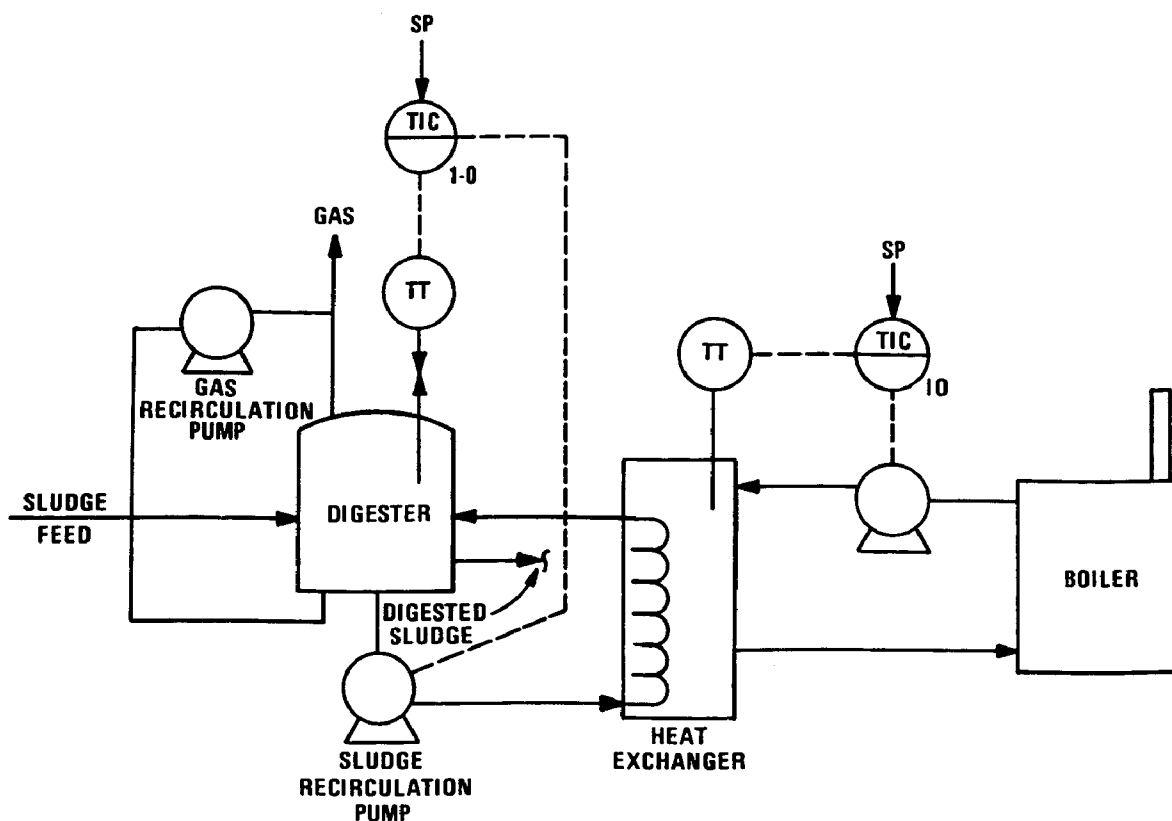 SP
TIC
1-0
GAS
TT
SP
TIC
10
TT
GAS
RECIRCULATION
PUMP
SLUDGE
FEED
DIGESTER
DIGESTED
SLUDGE
BOILER
HEAT
EXCHANGER
SLUDGE
RECIRCULATION
PUMP